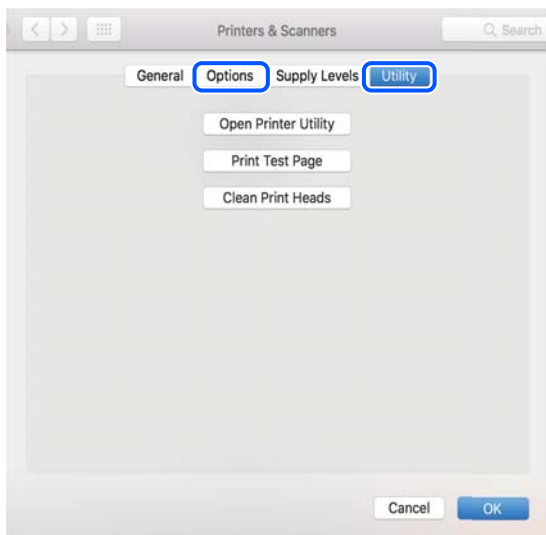 Printers & Scanners Search
General Options Supply Levels Utility
Open Printer Utility
Print Test Page
Clean Print Heads
Cancel OK